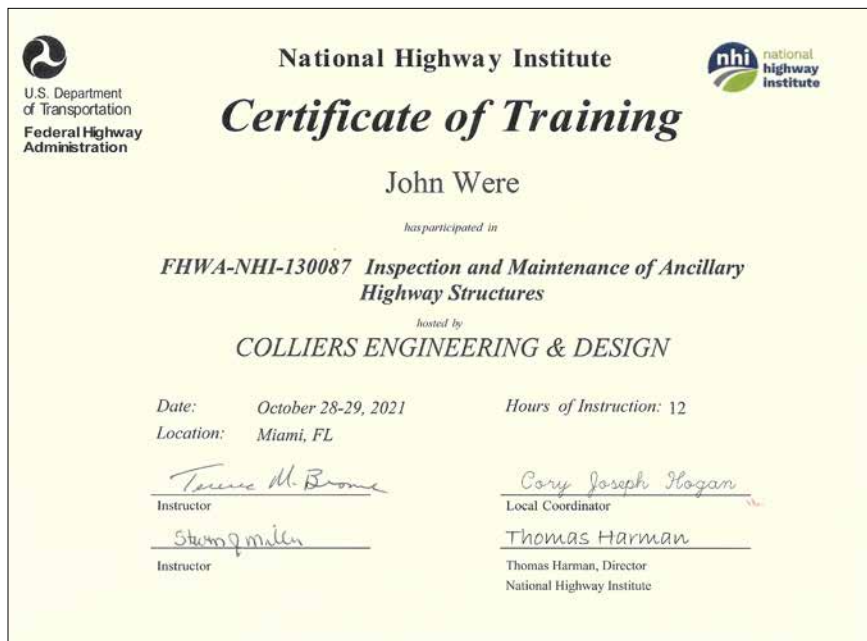 National Highway Institute
nhi national
highway
institute
U.S. Department
of Transportation
Federal Highway
Administration
Certificate of Training
John Were
has participated in
FHWA-NHI-130087 Inspection and Maintenance of Ancillary
Highway Structures
hosted by
COLLIERS ENGINEERING & DESIGN
Date: October 28-29, 2021
Hours of Instruction: 12
Location: Miami, FL
Cory Joseph Hogan
Instructor
Local Coordinator
Thomas Harman
Instructor
Thomas Harman, Director
National Highway Institute